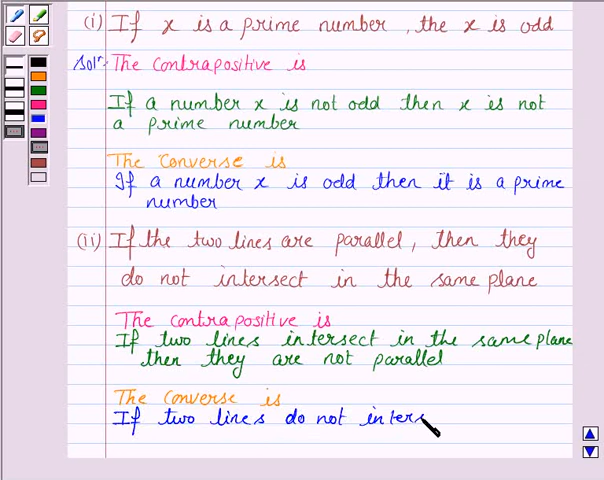 (i) If x is a prime number, the x is odd
Solⁿ: The contrapositive is
If a number x is not odd then x is not
a prime number
The converse is
If a number x is odd then it is a prime
number
(ii) If the two lines are parallel, then they
do not intersect in the same plane
The contrapositive is
If two lines intersect in the same plane
then they are not parallel
The converse is
If two lines do not inters